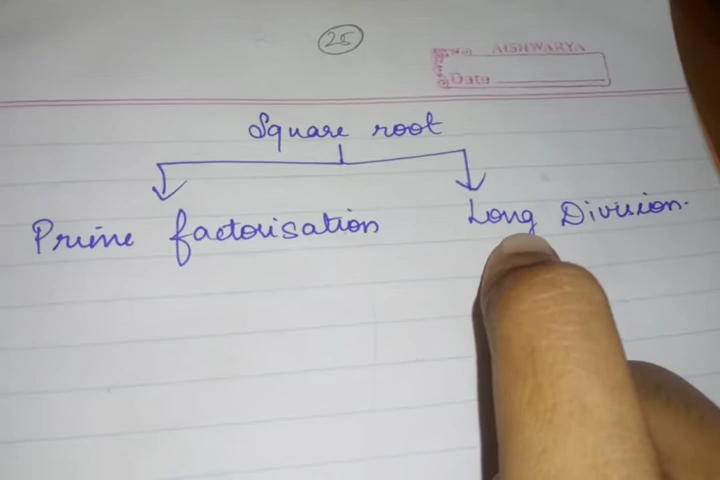 25
AISHWARYA
Date
Square root
Prime factorisation Long Division.